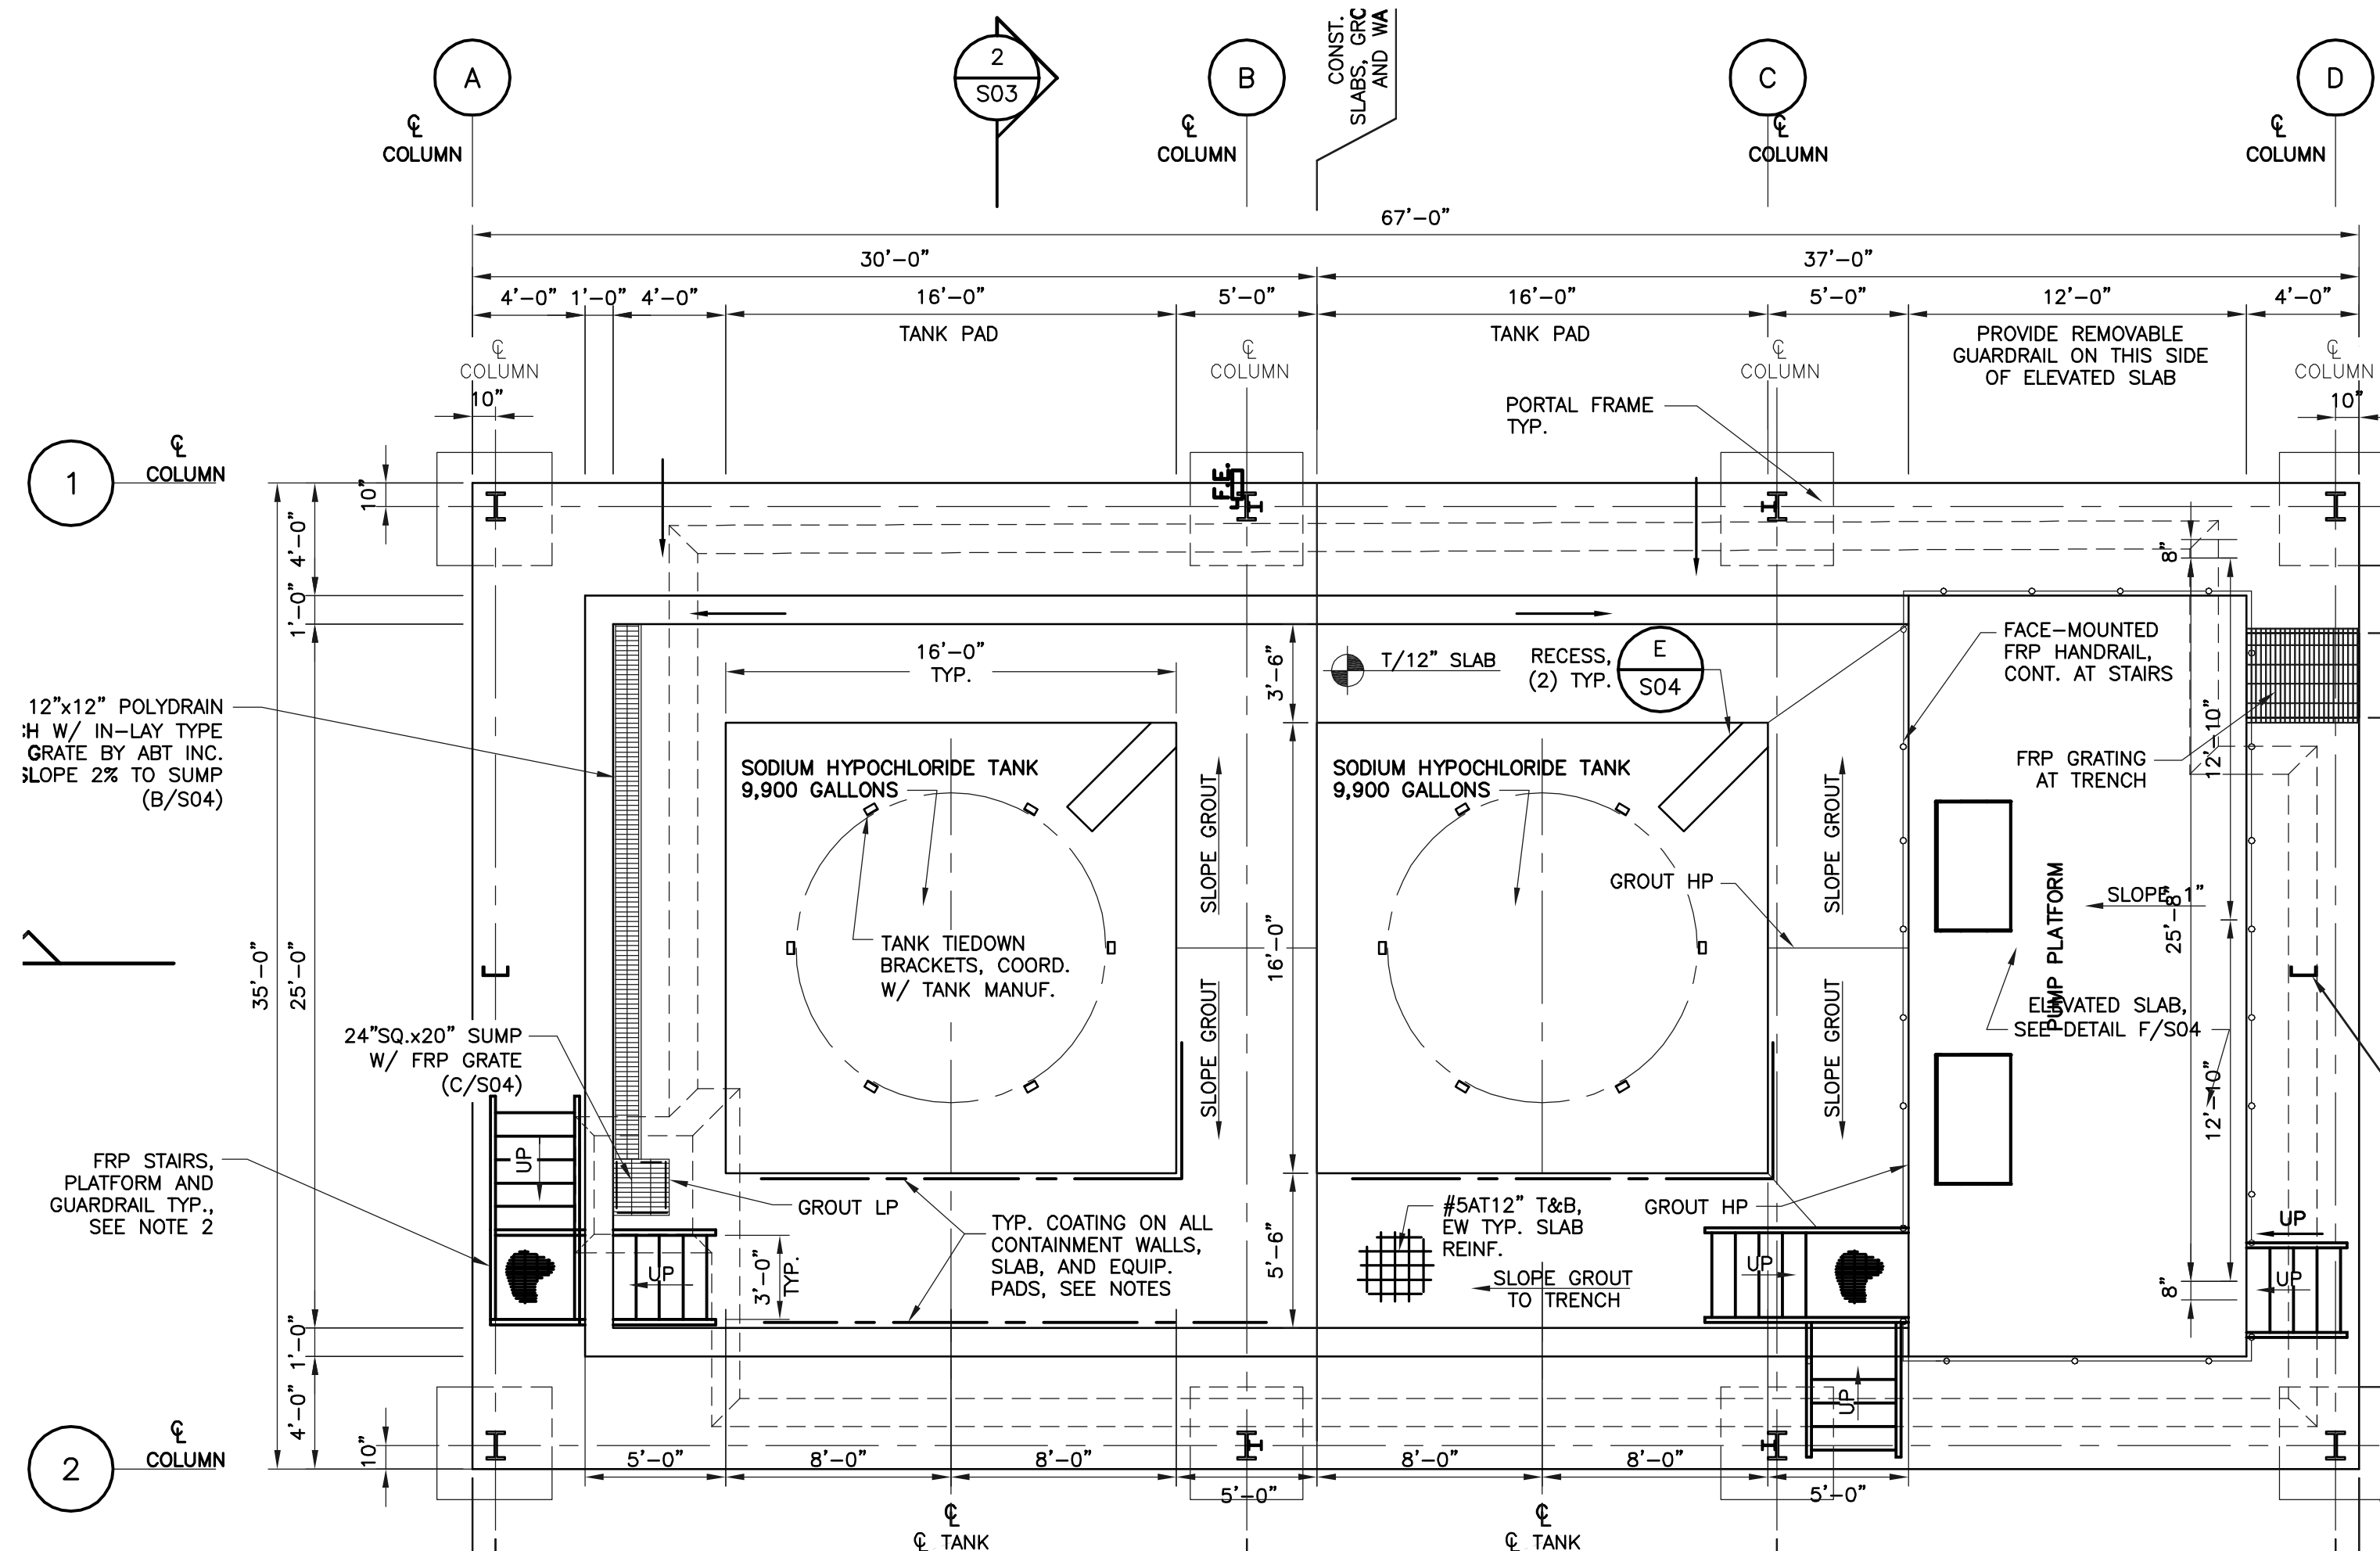 A
2
S03
B
CONST.
SLABS, GRC
AND WA
C
D
℄
COLUMN
℄
COLUMN
℄
COLUMN
℄
COLUMN
67'-0"
30'-0"
37'-0"
4'-0" 1'-0" 4'-0"
16'-0"
5'-0"
16'-0"
5'-0"
12'-0"
4'-0"
TANK PAD
TANK PAD
PROVIDE REMOVABLE
GUARDRAIL ON THIS SIDE
OF ELEVATED SLAB
℄
COLUMN
℄
COLUMN
℄
COLUMN
℄
COLUMN
10"
10"
PORTAL FRAME
TYP.
1
℄
COLUMN
10"
F.E.
4'-0"
1'-0"
8"
16'-0"
TYP.
3'-6"
T/12" SLAB
RECESS,
(2) TYP.
E
S04
FACE-MOUNTED
FRP HANDRAIL,
CONT. AT STAIRS
12"x12" POLYDRAIN
H W/ IN-LAY TYPE
GRATE BY ABT INC.
SLOPE 2% TO SUMP
(B/S04)
12'-10"
FRP GRATING
AT TRENCH
SODIUM HYPOCHLORIDE TANK
9,900 GALLONS
SODIUM HYPOCHLORIDE TANK
9,900 GALLONS
SLOPE GROUT
SLOPE GROUT
GROUT HP
SLOPE 1"
25'-8"
PUMP PLATFORM
35'-0"
25'-0"
TANK TIEDOWN
BRACKETS, COORD.
W/ TANK MANUF.
16'-0"
ELEVATED SLAB,
SEE DETAIL F/S04
24"SQ.x20" SUMP
W/ FRP GRATE
(C/S04)
SLOPE GROUT
SLOPE GROUT
12'-10"
FRP STAIRS,
PLATFORM AND
GUARDRAIL TYP.,
SEE NOTE 2
UP
GROUT LP
TYP. COATING ON ALL
CONTAINMENT WALLS,
SLAB, AND EQUIP.
PADS, SEE NOTES
#5AT12" T&B,
EW TYP. SLAB
REINF.
GROUT HP
UP
UP
3'-0"
TYP.
5'-6"
SLOPE GROUT
TO TRENCH
UP
UP
8"
1'-0"
4'-0"
UP
2
℄
COLUMN
10"
5'-0"
8'-0"
8'-0"
5'-0"
8'-0"
8'-0"
5'-0"
℄
℄ TANK
℄
℄ TANK